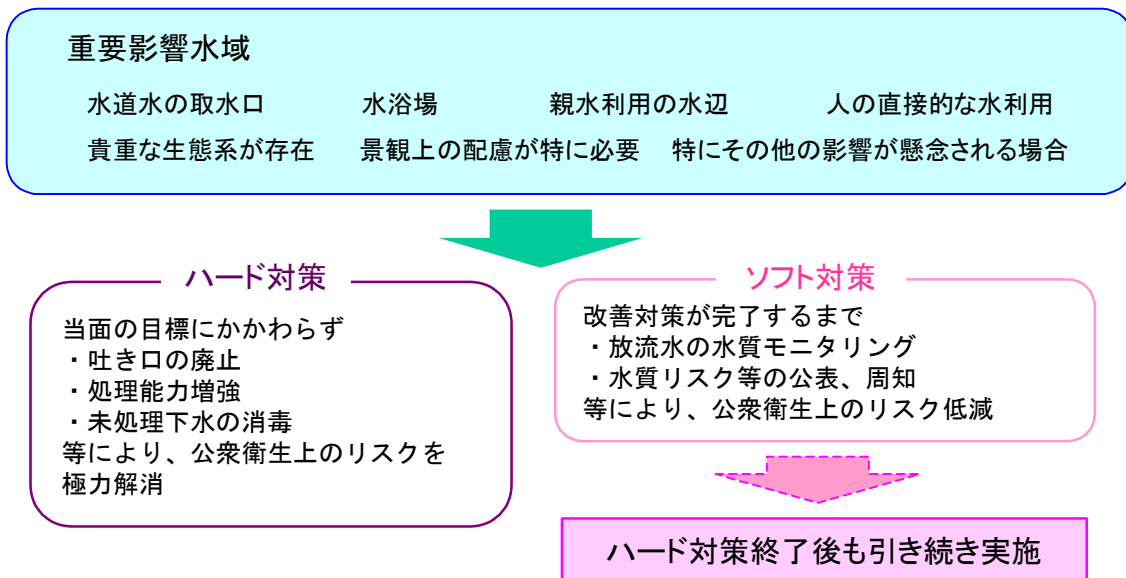 重要影響水域
水道水の取水口 水浴場 親水利用の水辺 人の直接的な水利用
貴重な生態系が存在 景観上の配慮が特に必要 特にその他の影響が懸念される場合
ハード対策
当面の目標にかかわらず
・吐き口の廃止
・処理能力増強
・未処理下水の消毒
等により、公衆衛生上のリスクを
極力解消
ソフト対策
改善対策が完了するまで
・放流水の水質モニタリング
・水質リスク等の公表、周知
等により、公衆衛生上のリスク低減
ハード対策終了後も引き続き実施